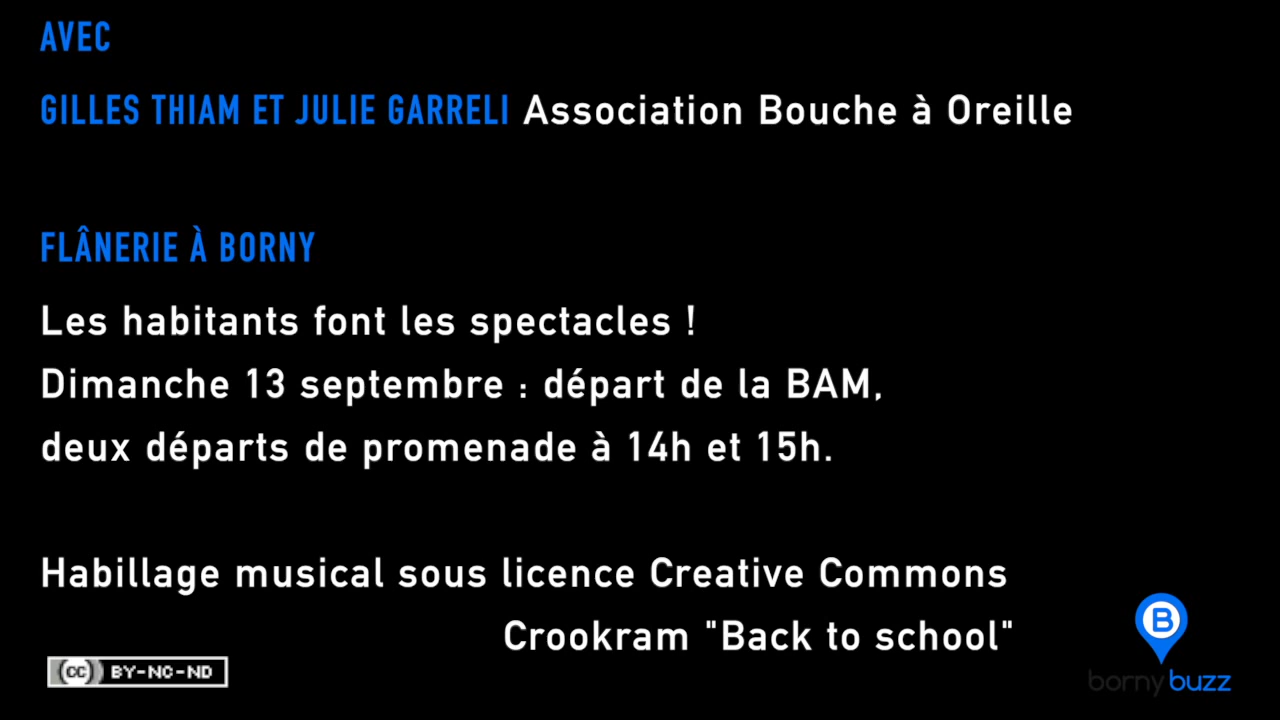 AVEC
GILLES THIAM ET JULIE GARRELI Association Bouche à Oreille
FLÂNERIE À BORNY
Les habitants font les spectacles !
Dimanche 13 septembre : départ de la BAM,
deux départs de promenade à 14h et 15h.
Habillage musical sous licence Creative Commons
Crookram "Back to school"
cc BY-NC-ND
B
bornybuzz